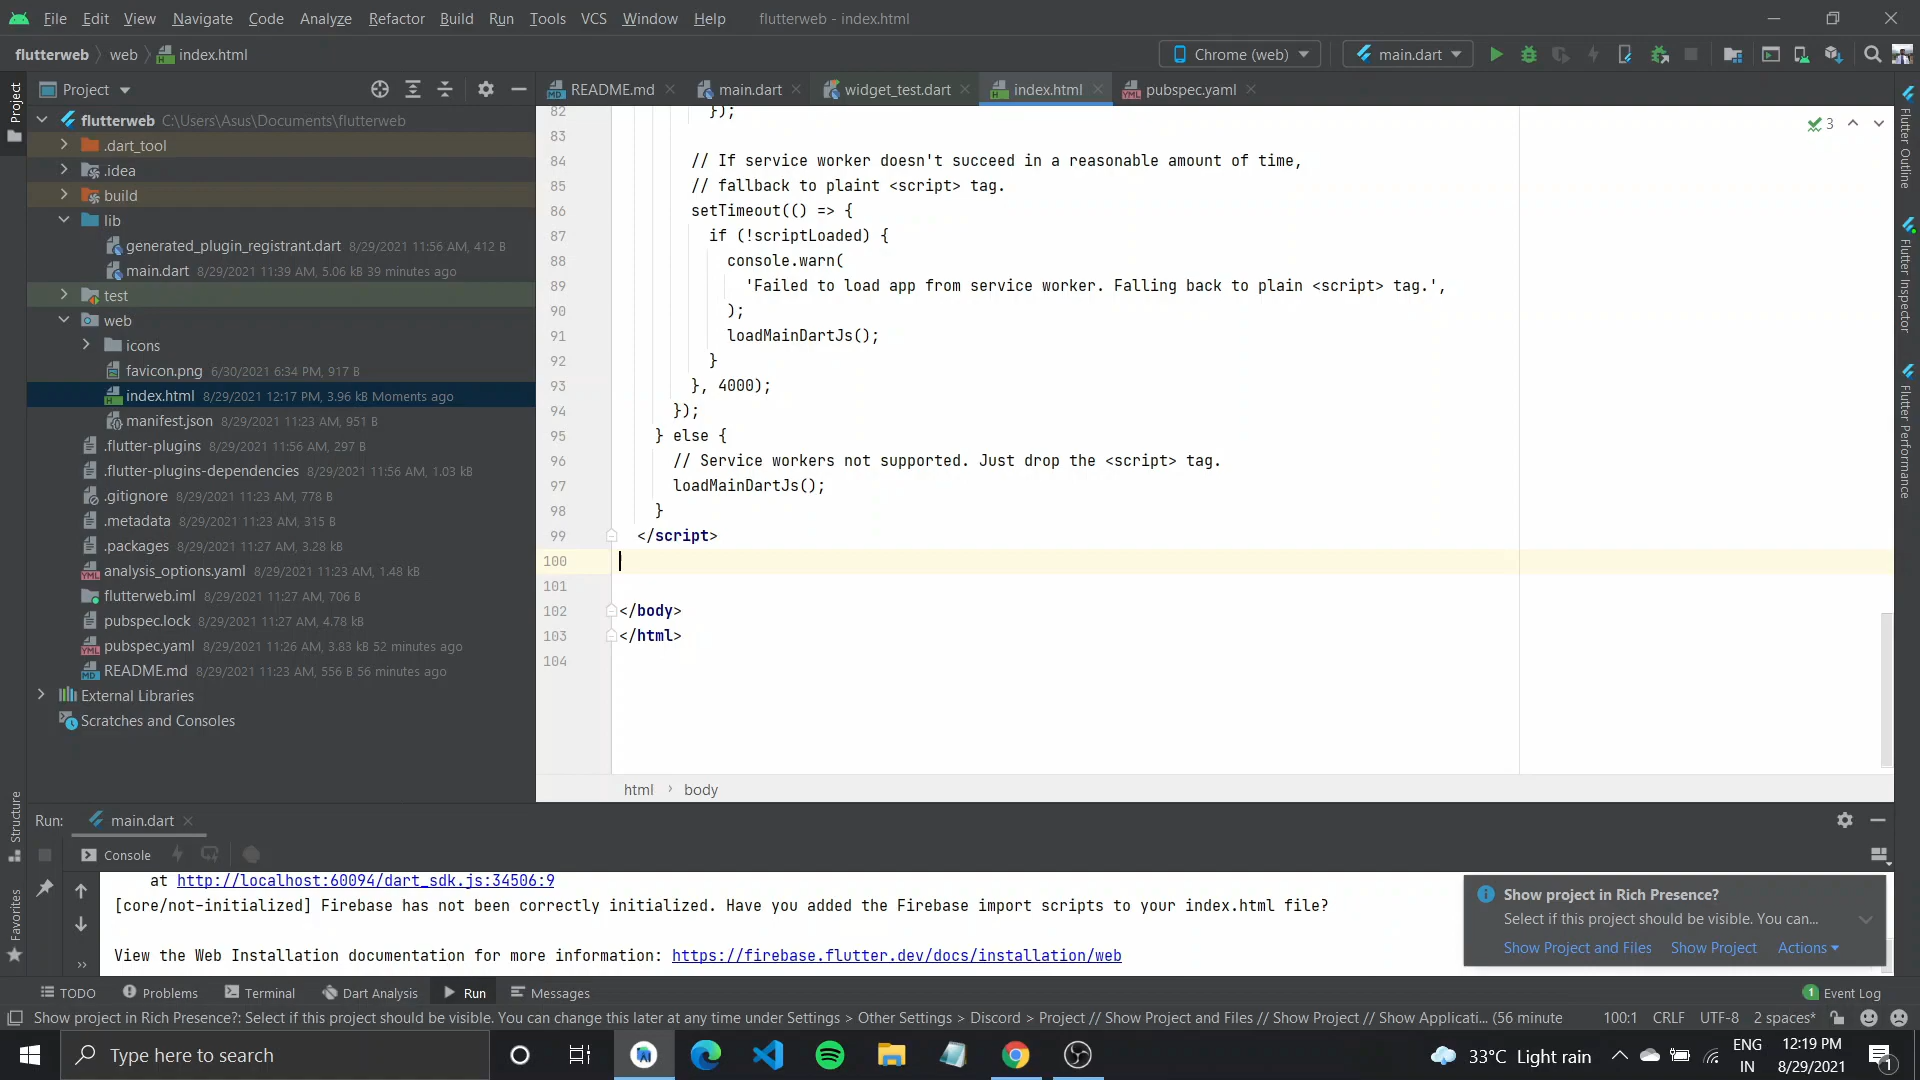 File Edit View Navigate Code Analyze Refactor Build Run Tools VCS Window Help flutterweb - index.html
flutterweb web index.html
Chrome (web) main.dart
Project
README.md main.dart widget_test.dart index.html pubspec.yaml
Project
Structure
Favorites
flutterweb C:\Users\Asus\Documents\flutterweb
.dart_tool
.idea
build
lib
generated_plugin_registrant.dart 8/29/2021 11:56 AM, 412 B
main.dart 8/29/2021 11:39 AM, 5.06 kB 39 minutes ago
test
web
icons
favicon.png 6/30/2021 6:34 PM, 917 B
index.html 8/29/2021 12:17 PM, 3.96 kB Moments ago
manifest.json 8/29/2021 11:23 AM, 951 B
.flutter-plugins 8/29/2021 11:56 AM, 297 B
.flutter-plugins-dependencies 8/29/2021 11:56 AM, 1.03 kB
.gitignore 8/29/2021 11:23 AM, 778 B
.metadata 8/29/2021 11:23 AM, 315 B
.packages 8/29/2021 11:27 AM, 3.28 kB
analysis_options.yaml 8/29/2021 11:23 AM, 1.48 kB
flutterweb.iml 8/29/2021 11:27 AM, 706 B
pubspec.lock 8/29/2021 11:27 AM, 4.78 kB
pubspec.yaml 8/29/2021 11:26 AM, 3.83 kB 52 minutes ago
README.md 8/29/2021 11:23 AM, 556 B 56 minutes ago
External Libraries
Scratches and Consoles
82 });
83
84 // If service worker doesn't succeed in a reasonable amount of time,
85 // fallback to plaint <script> tag.
86 setTimeout(() => {
87 if (!scriptLoaded) {
88 console.warn(
89 'Failed to load app from service worker. Falling back to plain <script> tag.',
90 );
91 loadMainDartJs();
92 }
93 }, 4000);
94 });
95 } else {
96 // Service workers not supported. Just drop the <script> tag.
97 loadMainDartJs();
98 }
99 </script>
100
101
102 </body>
103 </html>
104
3
Flutter Outline
Flutter Inspector
Flutter Performance
html body
Run: main.dart
Console
at http://localhost:60094/dart_sdk.js:34506:9
[core/not-initialized] Firebase has not been correctly initialized. Have you added the Firebase import scripts to your index.html file?
View the Web Installation documentation for more information: https://firebase.flutter.dev/docs/installation/web
Show project in Rich Presence?
Select if this project should be visible. You can...
Show Project and Files Show Project Actions
TODO Problems Terminal Dart Analysis Run Messages 1 Event Log
Show project in Rich Presence?: Select if this project should be visible. You can change this later at any time under Settings > Other Settings > Discord > Project // Show Project and Files // Show Project // Show Applicati... (56 minute 100:1 CRLF UTF-8 2 spaces*
Type here to search
33°C Light rain
ENG
IN
12:19 PM
8/29/2021
1